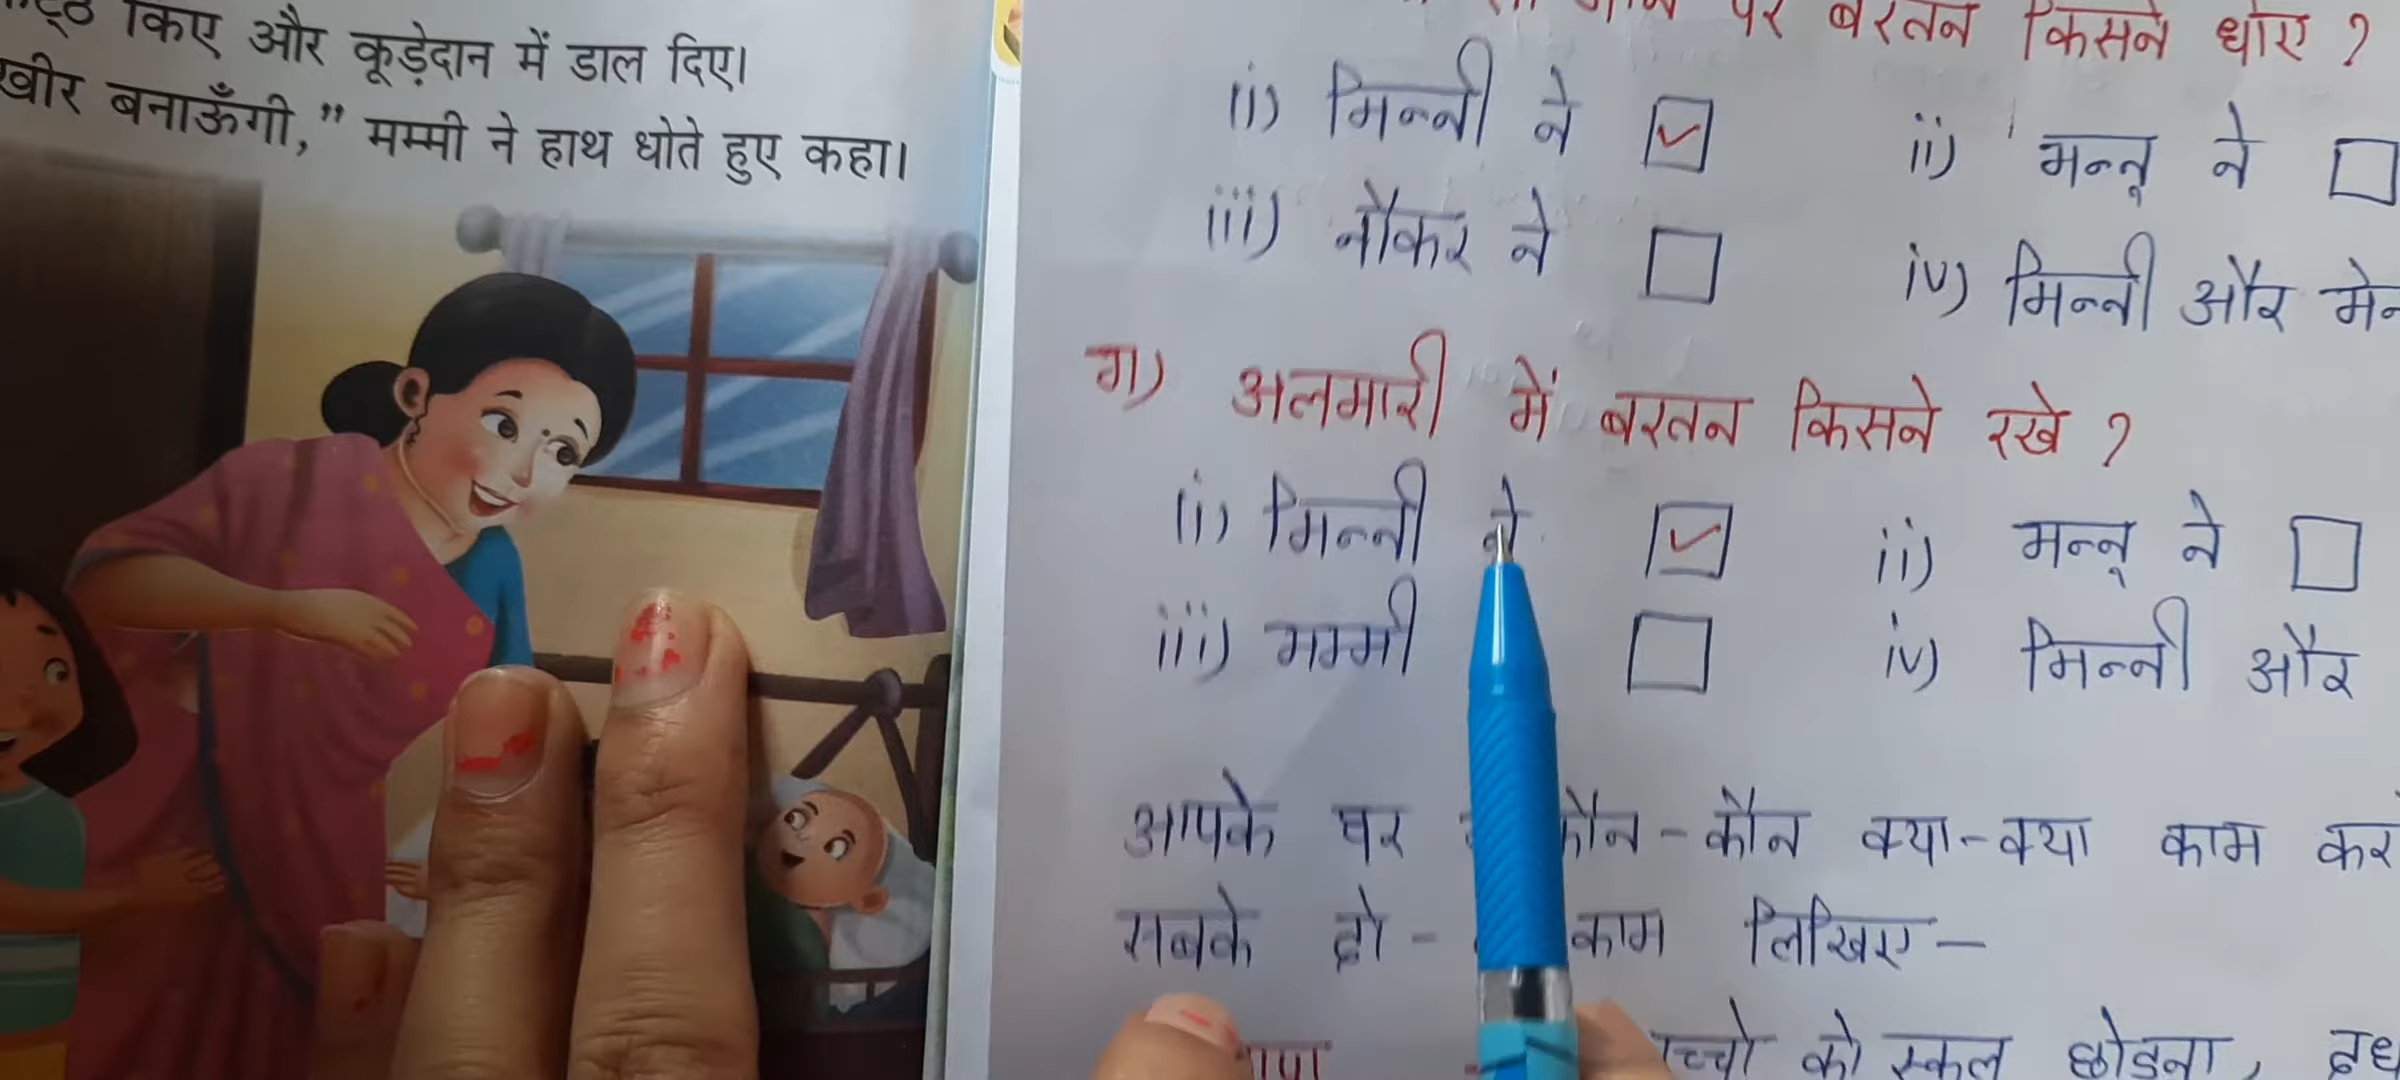 किए और कूड़ेदान में डाल दिए।
खीर बनाऊँगी,” मम्मी ने हाथ धोते हुए कहा।
पर बरतन किसने धोए ?
i) मिन्नी ने ii) मन्नू ने
iii) नौकर ने iv) मिन्नी और
ग) अलमारी में बरतन किसने रखे ?
i) मिन्नी ने ii) मन्नू ने
iii) मम्मी iv) मिन्नी और
आपके घर कौन-कौन क्या-क्या काम
सबके दो- काम लिखिए-
को स्कूल छोडना,